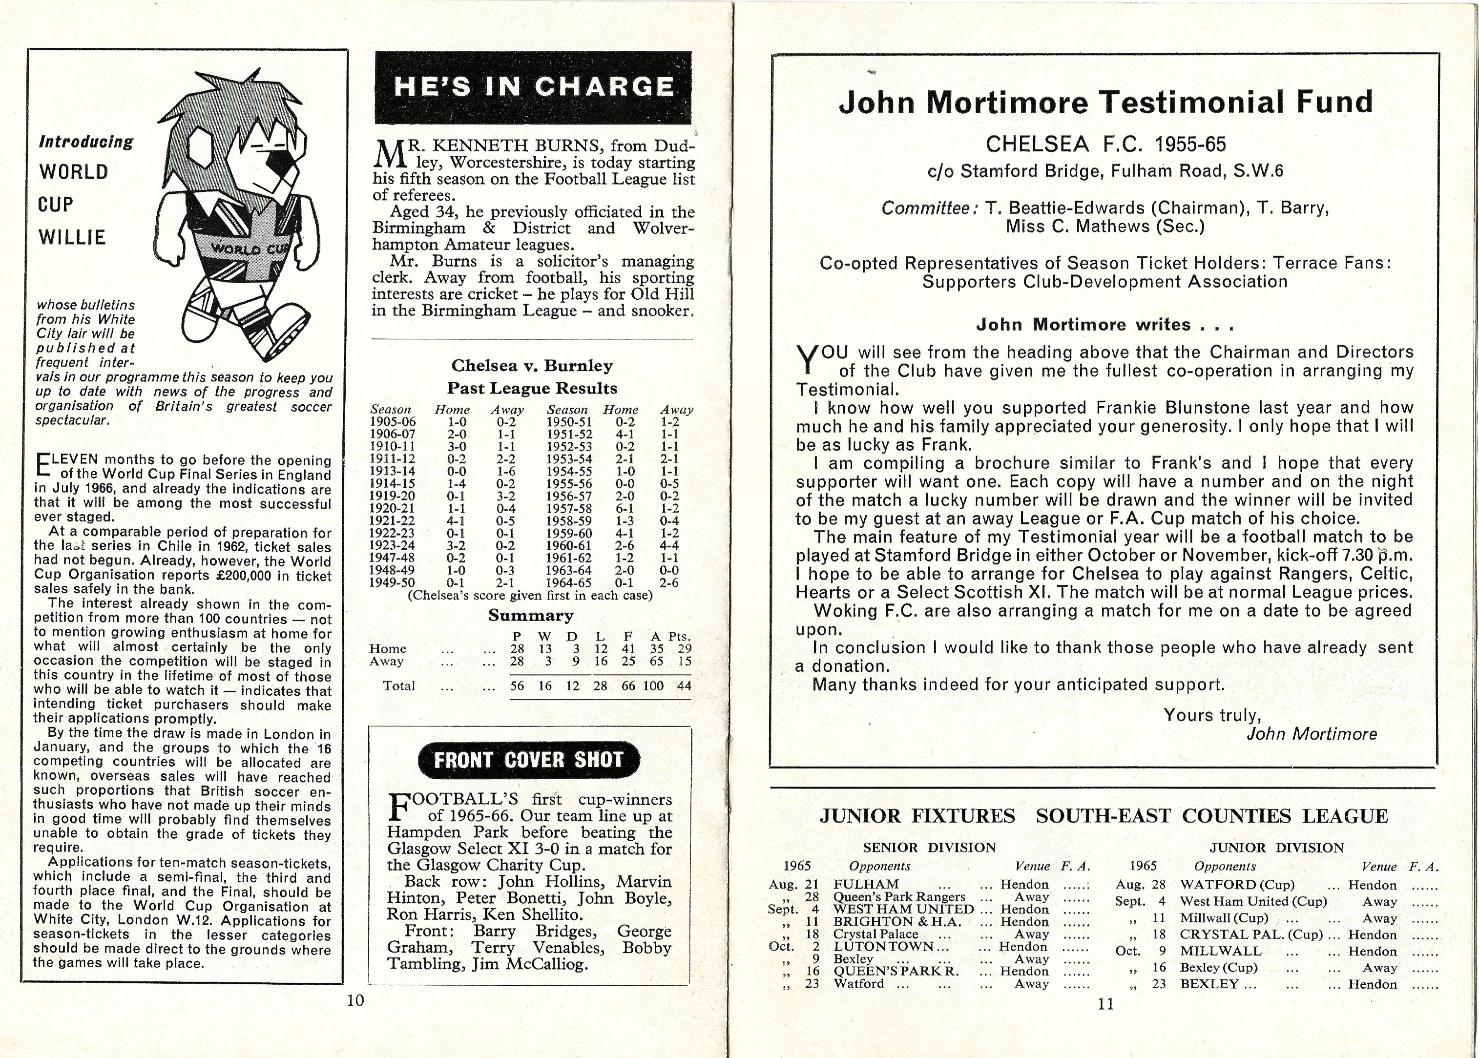 Introducing
WORLD
CUP
WILLIE
WORLD CUP
whose bulletins
from his White
City lair will be
published at
frequent inter-
vals in our programme this season to keep you
up to date with news of the progress and
organisation of Britain's greatest soccer
spectacular.
ELEVEN months to go before the opening
of the World Cup Final Series in England
in July 1966, and already the indications are
that it will be among the most successful
ever staged.
At a comparable period of preparation for
the last series in Chile in 1962, ticket sales
had not begun. Already, however, the World
Cup Organisation reports £200,000 in ticket
sales safely in the bank.
The interest already shown in the com-
petition from more than 100 countries — not
to mention growing enthusiasm at home for
what will almost certainly be the only
occasion the competition will be staged in
this country in the lifetime of most of those
who will be able to watch it — indicates that
intending ticket purchasers should make
their applications promptly.
By the time the draw is made in London in
January, and the groups to which the 16
competing countries will be allocated are
known, overseas sales will have reached
such proportions that British soccer en-
thusiasts who have not made up their minds
in good time will probably find themselves
unable to obtain the grade of tickets they
require.
Applications for ten-match season-tickets,
which include a semi-final, the third and
fourth place final, and the Final, should be
made to the World Cup Organisation at
White City, London W.12. Applications for
season-tickets in the lesser categories
should be made direct to the grounds where
the games will take place.
HE'S IN CHARGE
MR. KENNETH BURNS, from Dud-
ley, Worcestershire, is today starting
his fifth season on the Football League list
of referees.
Aged 34, he previously officiated in the
Birmingham & District and Wolver-
hampton Amateur leagues.
Mr. Burns is a solicitor's managing
clerk. Away from football, his sporting
interests are cricket – he plays for Old Hill
in the Birmingham League – and snooker.
Chelsea v. Burnley
Past League Results
Season Home Away Season Home Away
1905-06 1-0 0-2 1950-51 0-2 1-2
1906-07 2-0 1-1 1951-52 4-1 1-1
1910-11 3-0 1-1 1952-53 0-2 1-1
1911-12 0-2 2-2 1953-54 2-1 2-1
1913-14 0-0 1-6 1954-55 1-0 1-1
1914-15 1-4 0-2 1955-56 0-0 0-5
1919-20 0-1 3-2 1956-57 2-0 0-2
1920-21 1-1 0-4 1957-58 6-1 1-2
1921-22 4-1 0-5 1958-59 1-3 0-4
1922-23 0-1 0-1 1959-60 4-1 1-2
1923-24 3-2 0-2 1960-61 2-6 4-4
1947-48 0-2 0-1 1961-62 1-2 1-1
1948-49 1-0 0-3 1963-64 2-0 0-0
1949-50 0-1 2-1 1964-65 0-1 2-6
(Chelsea's score given first in each case)
Summary
P W D L F A Pts.
Home ... ... 28 13 3 12 41 35 29
Away ... ... 28 3 9 16 25 65 15
Total ... ... 56 16 12 28 66 100 44
FRONT COVER SHOT
FOOTBALL'S first cup-winners
of 1965-66. Our team line up at
Hampden Park before beating the
Glasgow Select XI 3-0 in a match for
the Glasgow Charity Cup.
Back row: John Hollins, Marvin
Hinton, Peter Bonetti, John Boyle,
Ron Harris, Ken Shellito.
Front: Barry Bridges, George
Graham, Terry Venables, Bobby
Tambling, Jim McCalliog.
10
John Mortimore Testimonial Fund
CHELSEA F.C. 1955-65
c/o Stamford Bridge, Fulham Road, S.W.6
Committee: T. Beattie-Edwards (Chairman), T. Barry,
Miss C. Mathews (Sec.)
Co-opted Representatives of Season Ticket Holders: Terrace Fans:
Supporters Club-Development Association
John Mortimore writes . . .
YOU will see from the heading above that the Chairman and Directors
of the Club have given me the fullest co-operation in arranging my
Testimonial.
I know how well you supported Frankie Blunstone last year and how
much he and his family appreciated your generosity. I only hope that I will
be as lucky as Frank.
I am compiling a brochure similar to Frank's and I hope that every
supporter will want one. Each copy will have a number and on the night
of the match a lucky number will be drawn and the winner will be invited
to be my guest at an away League or F.A. Cup match of his choice.
The main feature of my Testimonial year will be a football match to be
played at Stamford Bridge in either October or November, kick-off 7.30 p.m.
I hope to be able to arrange for Chelsea to play against Rangers, Celtic,
Hearts or a Select Scottish XI. The match will be at normal League prices.
Woking F.C. are also arranging a match for me on a date to be agreed
upon.
In conclusion I would like to thank those people who have already sent
a donation.
Many thanks indeed for your anticipated support.
Yours truly,
John Mortimore
JUNIOR FIXTURES SOUTH-EAST COUNTIES LEAGUE
SENIOR DIVISION
1965 Opponents Venue F. A.
Aug. 21 FULHAM ... ... Hendon ......
„ 28 Queen's Park Rangers ... Away ......
Sept. 4 WEST HAM UNITED ... Hendon ......
„ 11 BRIGHTON & H.A. ... Hendon ......
„ 18 Crystal Palace ... ... Away ......
Oct. 2 LUTON TOWN ... ... Hendon ......
„ 9 Bexley ... ... ... Away ......
„ 16 QUEEN'S PARK R. ... Hendon ......
„ 23 Watford ... ... ... Away ......
JUNIOR DIVISION
1965 Opponents Venue F. A.
Aug. 28 WATFORD (Cup) ... Hendon ......
Sept. 4 West Ham United (Cup) Away ......
„ 11 Millwall (Cup) ... ... Away ......
„ 18 CRYSTAL PAL. (Cup) ... Hendon ......
Oct. 9 MILLWALL ... ... Hendon ......
„ 16 Bexley (Cup) ... ... Away ......
„ 23 BEXLEY ... ... ... Hendon ......
11